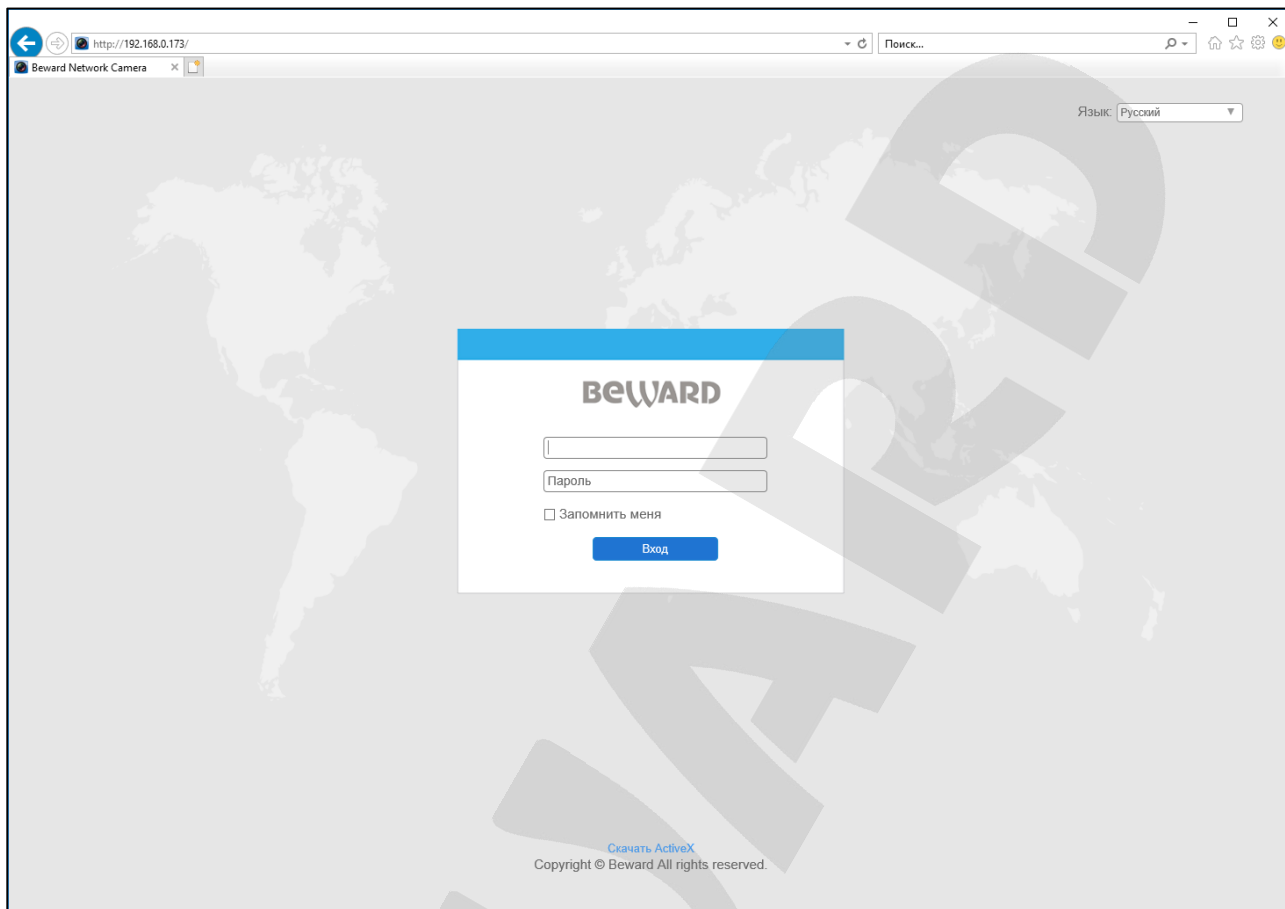 http://192.168.0.173/
Поиск...
Beward Network Camera
Язык: Русский
BEWARD
Пароль
Запомнить меня
Вход
Скачать ActiveX
Copyright © Beward All rights reserved.
WARD